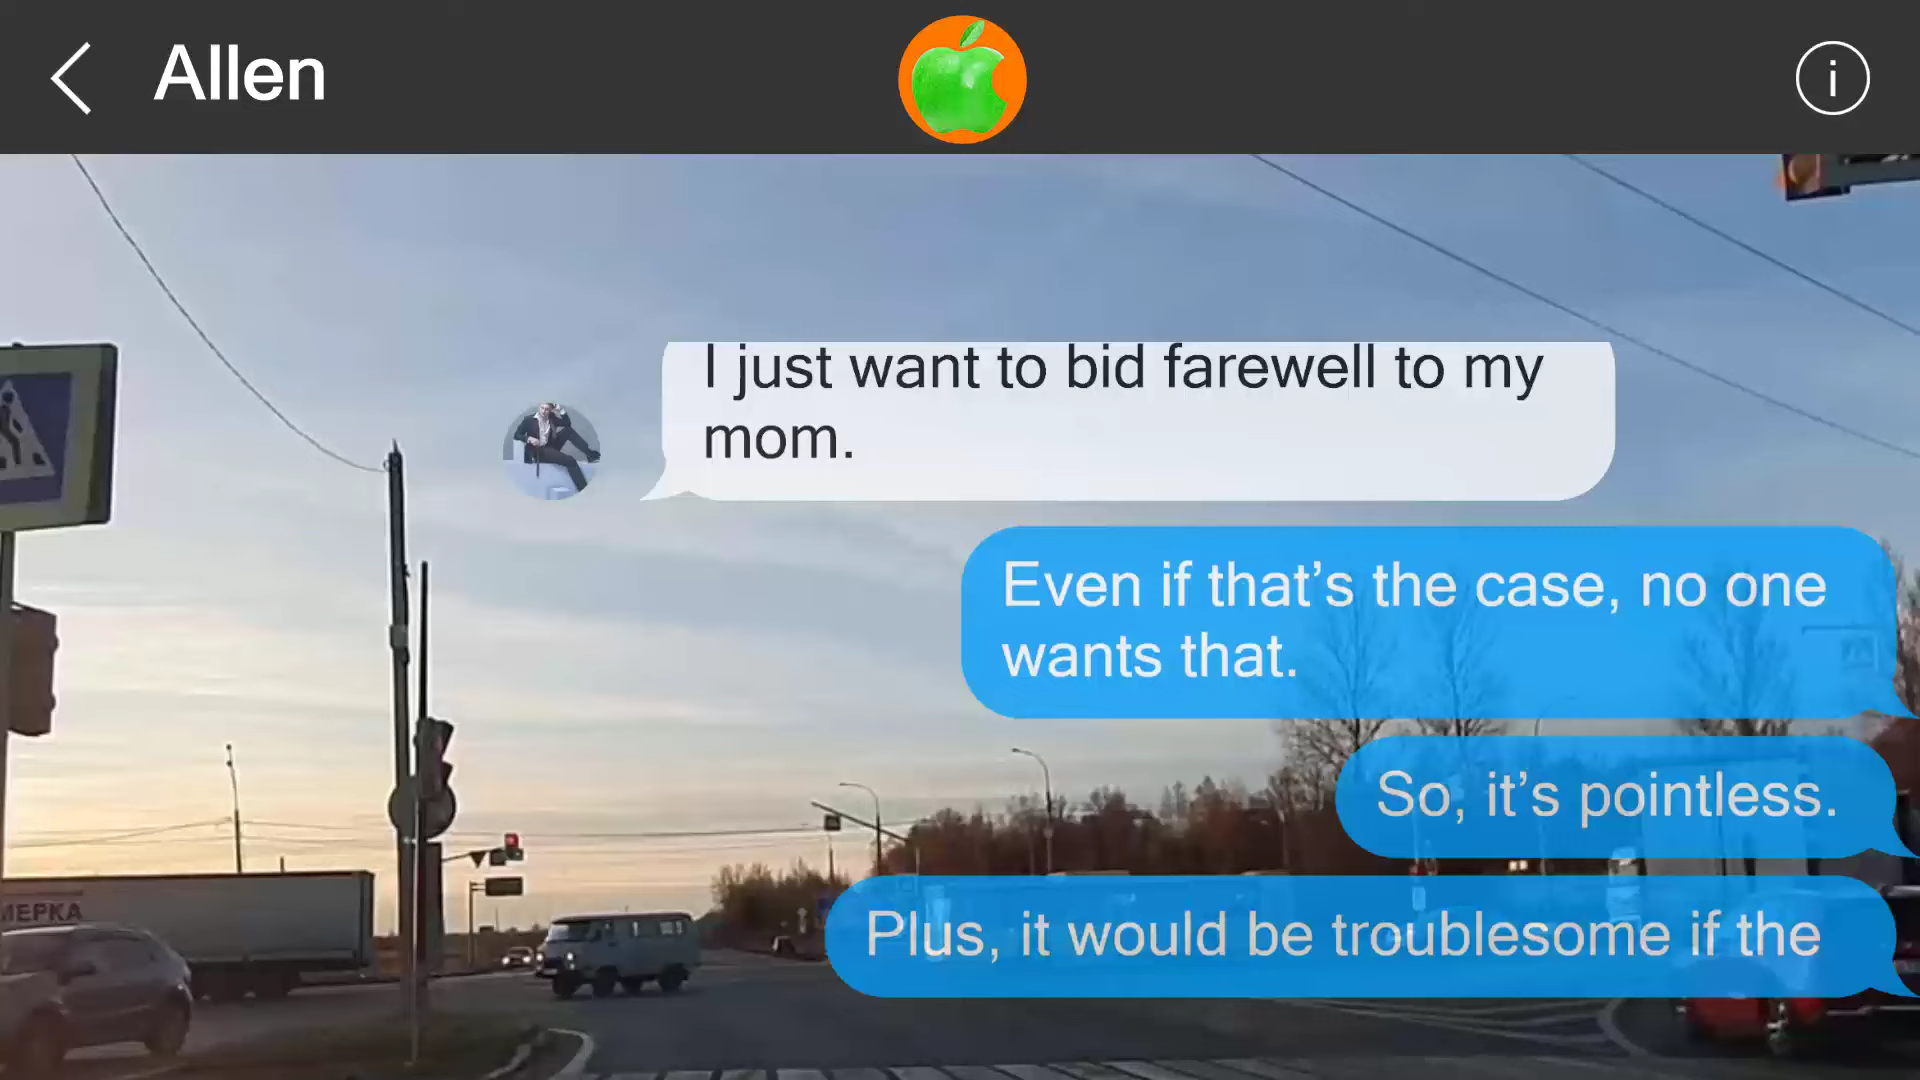 Allen
i
I just want to bid farewell to my
mom.
Even if that’s the case, no one
wants that.
So, it’s pointless.
Plus, it would be troublesome if the
МЕРКА